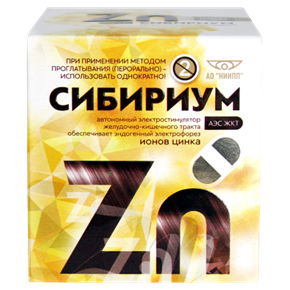 ПРИ ПРИМЕНЕНИИ МЕТОДОМ
ПРОГЛАТЫВАНИЯ (ПЕРОРАЛЬНО) –
ИСПОЛЬЗОВАТЬ ОДНОКРАТНО!
2
АО "НИИПП"
СИБИРИУМ
автономный электростимулятор
желудочно-кишечного тракта
обеспечивает эндогенный электрофорез
ионов цинка
АЭС ЖКТ
Zn